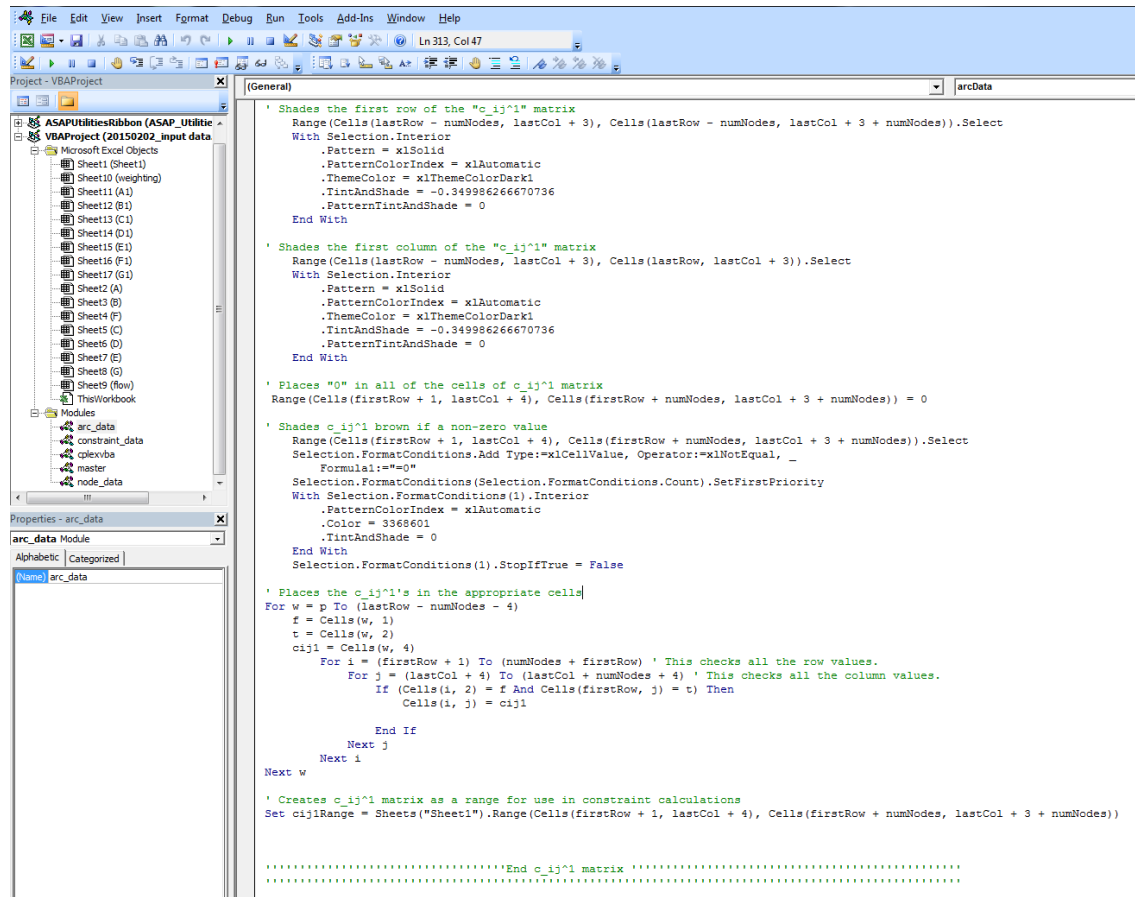 File Edit View Insert Format Debug Run Tools Add-Ins Window Help
Ln 313, Col 47
Project - VBAProject
ASAPUtilitiesRibbon (ASAP_Utilitie
VBAProject (20150202_input data.
Microsoft Excel Objects
Sheet1 (Sheet1)
Sheet10 (weighting)
Sheet11 (A1)
Sheet12 (B1)
Sheet13 (C1)
Sheet14 (D1)
Sheet15 (E1)
Sheet16 (F1)
Sheet17 (G1)
Sheet2 (A)
Sheet3 (B)
Sheet4 (F)
Sheet5 (C)
Sheet6 (D)
Sheet7 (E)
Sheet8 (G)
Sheet9 (flow)
ThisWorkbook
Modules
arc_data
constraint_data
cplexvba
master
node_data
Properties - arc_data
arc_data Module
Alphabetic Categorized
(Name) arc_data
(General) arcData
' Shades the first row of the "c_ij^1" matrix
Range(Cells(lastRow - numNodes, lastCol + 3), Cells(lastRow - numNodes, lastCol + 3 + numNodes)).Select
With Selection.Interior
.Pattern = xlSolid
.PatternColorIndex = xlAutomatic
.ThemeColor = xlThemeColorDark1
.TintAndShade = -0.349986266670736
.PatternTintAndShade = 0
End With
' Shades the first column of the "c_ij^1" matrix
Range(Cells(lastRow - numNodes, lastCol + 3), Cells(lastRow, lastCol + 3)).Select
With Selection.Interior
.Pattern = xlSolid
.PatternColorIndex = xlAutomatic
.ThemeColor = xlThemeColorDark1
.TintAndShade = -0.349986266670736
.PatternTintAndShade = 0
End With
' Places "0" in all of the cells of c_ij^1 matrix
Range(Cells(firstRow + 1, lastCol + 4), Cells(firstRow + numNodes, lastCol + 3 + numNodes)) = 0
' Shades c_ij^1 brown if a non-zero value
Range(Cells(firstRow + 1, lastCol + 4), Cells(firstRow + numNodes, lastCol + 3 + numNodes)).Select
Selection.FormatConditions.Add Type:=xlCellValue, Operator:=xlNotEqual, _
Formula1:="=0"
Selection.FormatConditions(Selection.FormatConditions.Count).SetFirstPriority
With Selection.FormatConditions(1).Interior
.PatternColorIndex = xlAutomatic
.Color = 3368601
.TintAndShade = 0
End With
Selection.FormatConditions(1).StopIfTrue = False
' Places the c_ij^1's in the appropriate cells
For w = p To (lastRow - numNodes - 4)
f = Cells(w, 1)
t = Cells(w, 2)
cij1 = Cells(w, 4)
For i = (firstRow + 1) To (numNodes + firstRow) ' This checks all the row values.
For j = (lastCol + 4) To (lastCol + numNodes + 4) ' This checks all the column values.
If (Cells(i, 2) = f And Cells(firstRow, j) = t) Then
Cells(i, j) = cij1
End If
Next j
Next i
Next w
' Creates c_ij^1 matrix as a range for use in constraint calculations
Set cij1Range = Sheets("Sheet1").Range(Cells(firstRow + 1, lastCol + 4), Cells(firstRow + numNodes, lastCol + 3 + numNodes))
''''''''''''''''''''''''''''''''''End c_ij^1 matrix '''''''''''''''''''''''''''''''''''''''''''''''
'''''''''''''''''''''''''''''''''''''''''''''''''''''''''''''''''''''''''''''''''''''''''''''''''''